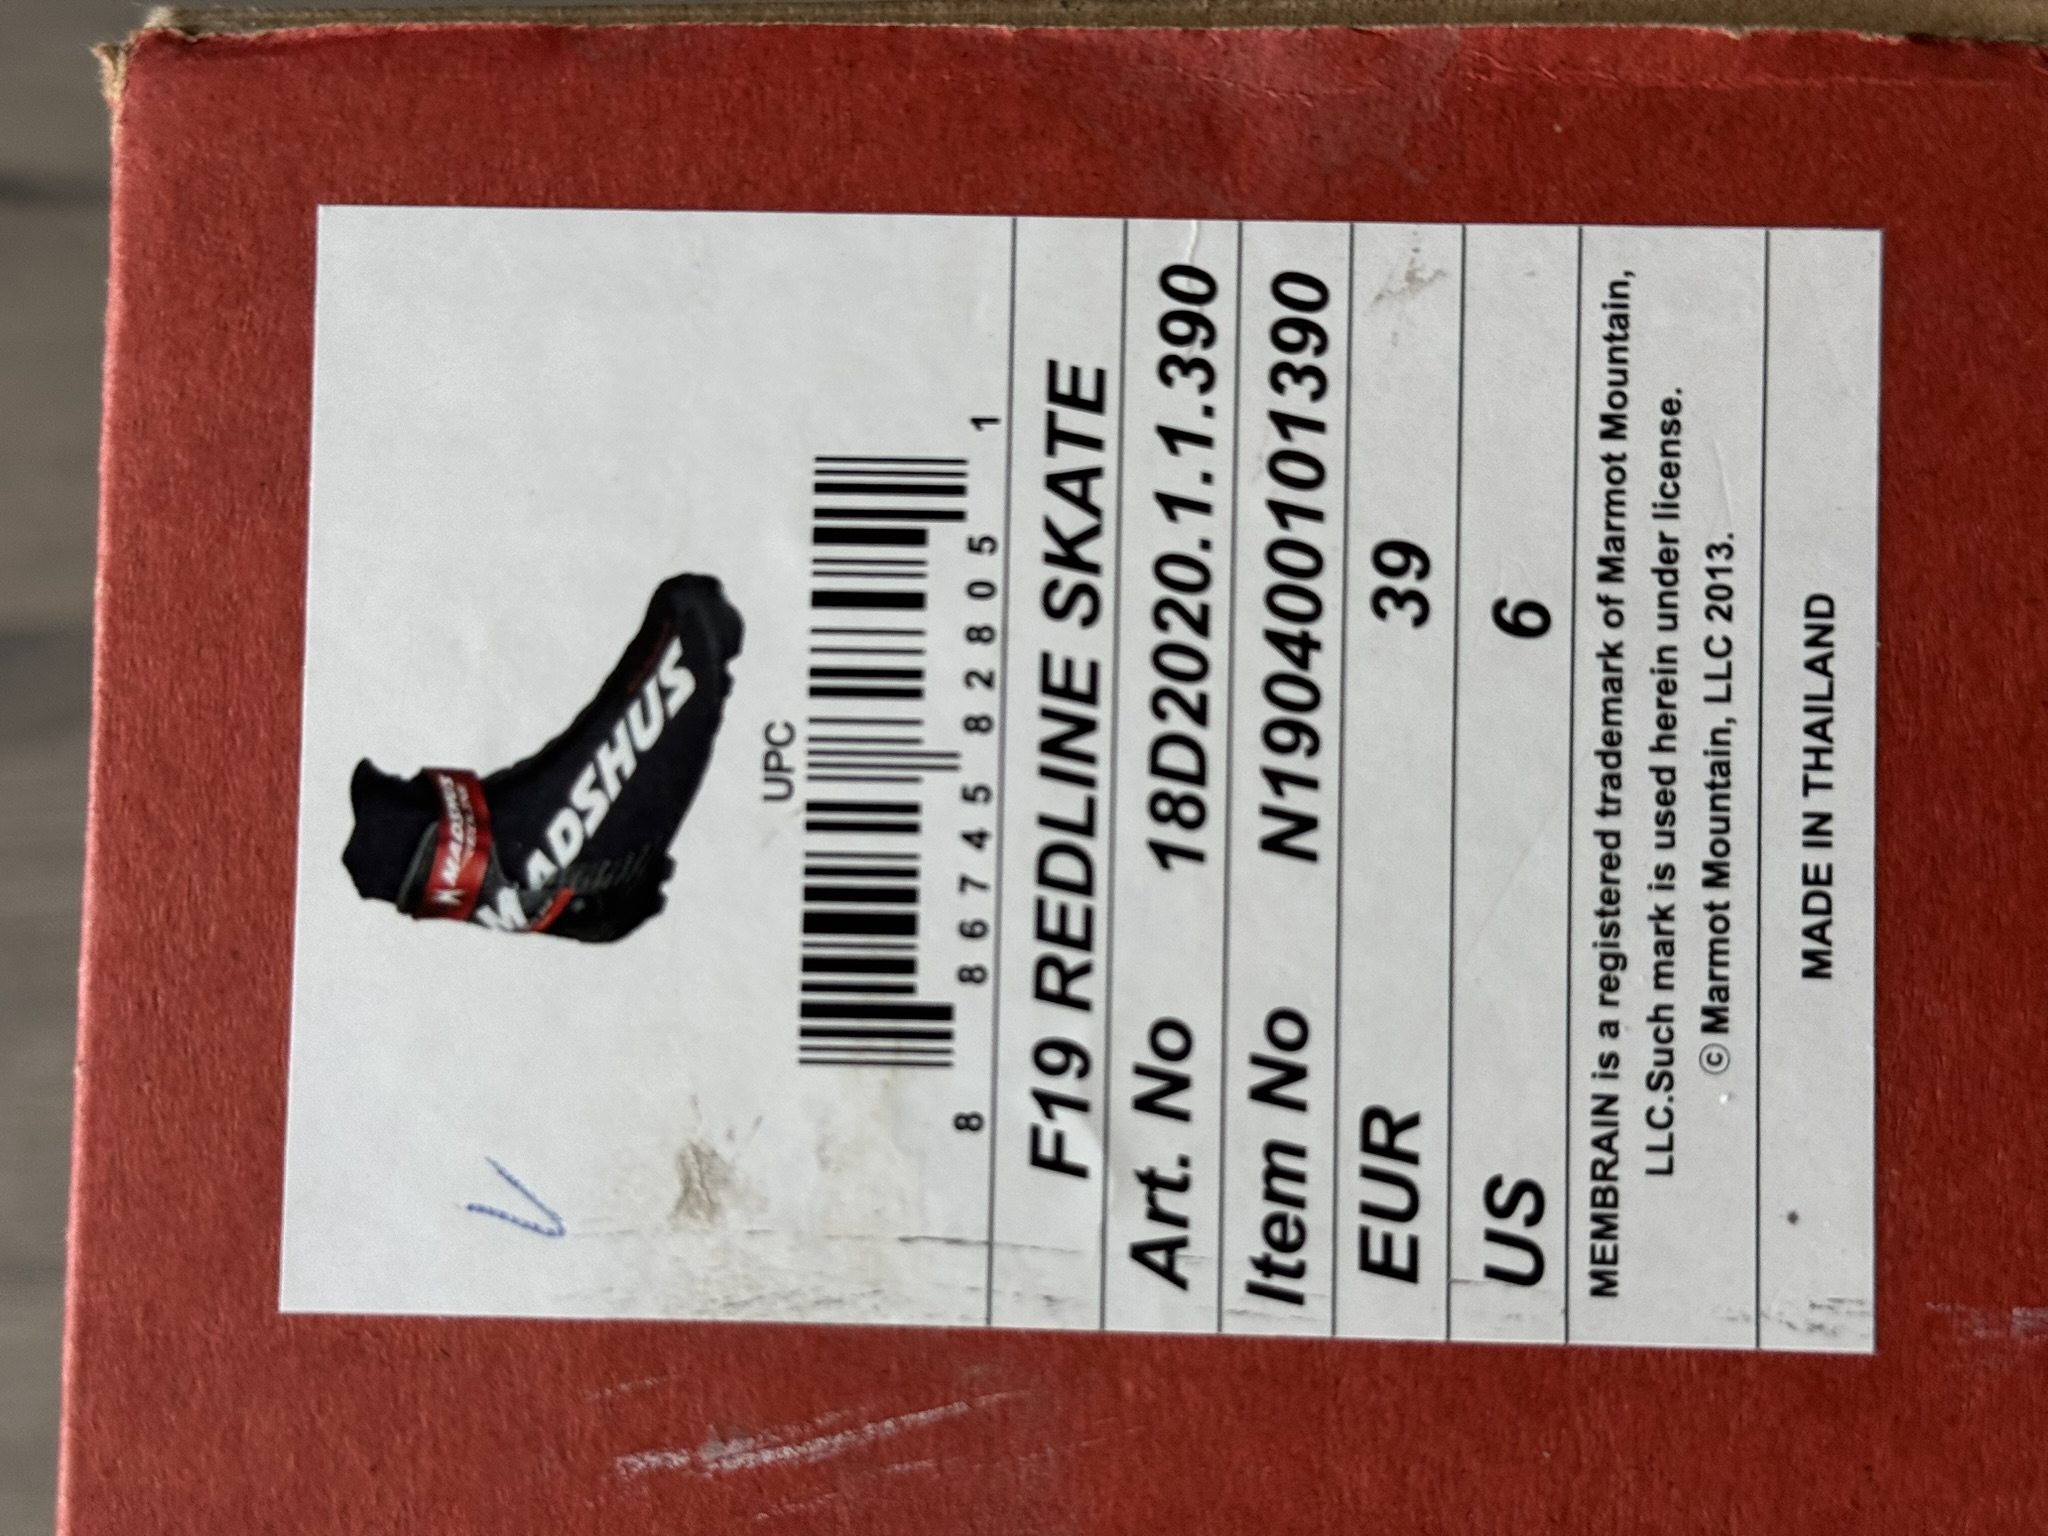 MADSHUS
MADSHUS
UPC
8 86745 82805 1
F19 REDLINE SKATE
Art. No 18D2020.1.1.390
Item No N190400101390
EUR 39
US 6
MEMBRAIN is a registered trademark of Marmot Mountain,
LLC.Such mark is used herein under license.
© Marmot Mountain, LLC 2013.
MADE IN THAILAND